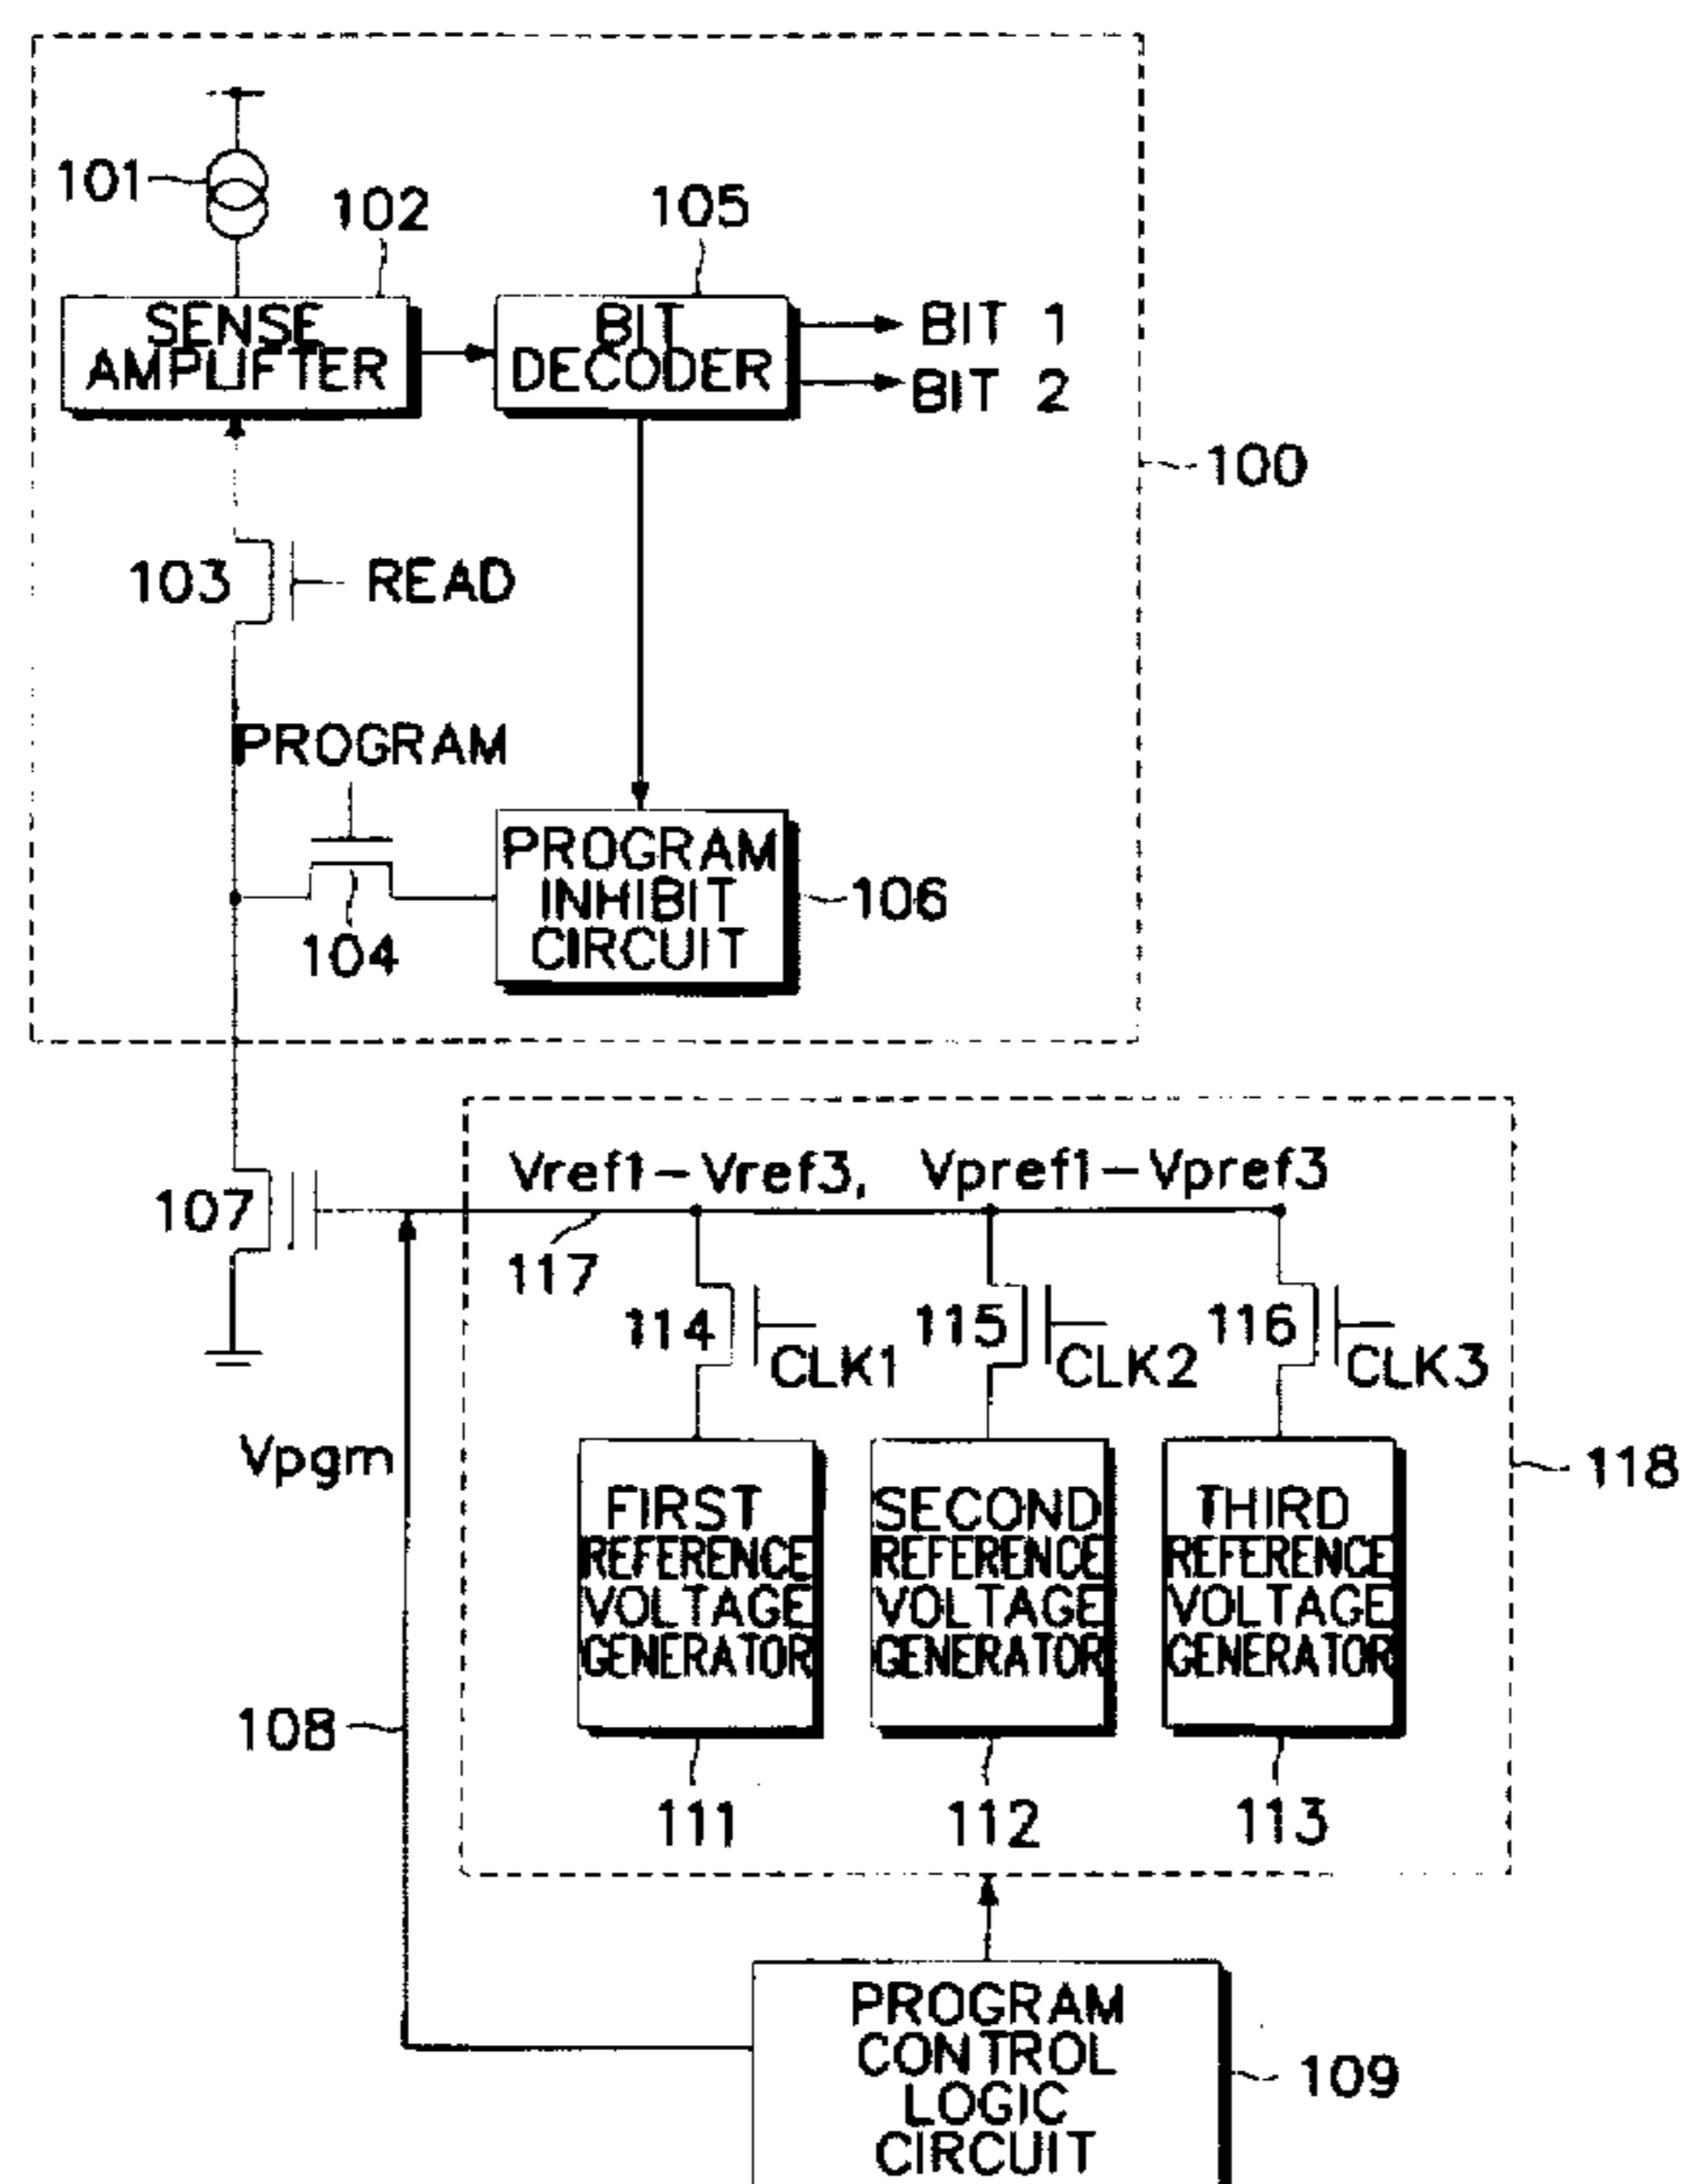 101
102
105
SENSE
AMPLIFTER
BIT
DECODER
BIT 1
BIT 2
100
103
READ
PROGRAM
104
PROGRAM
INHIBIT
CIRCUIT
106
Vref1-Vref3, Vpref1-Vpref3
107
117
114
CLK1
115
CLK2
116
CLK3
Vpgm
118
FIRST
REFERENCE
VOLTAGE
GENERATOR
SECOND
REFERENCE
VOLTAGE
GENERATOR
THIRD
REFERENCE
VOLTAGE
GENERATOR
108
111
112
113
PROGRAM
CONTROL
LOGIC
CIRCUIT
109